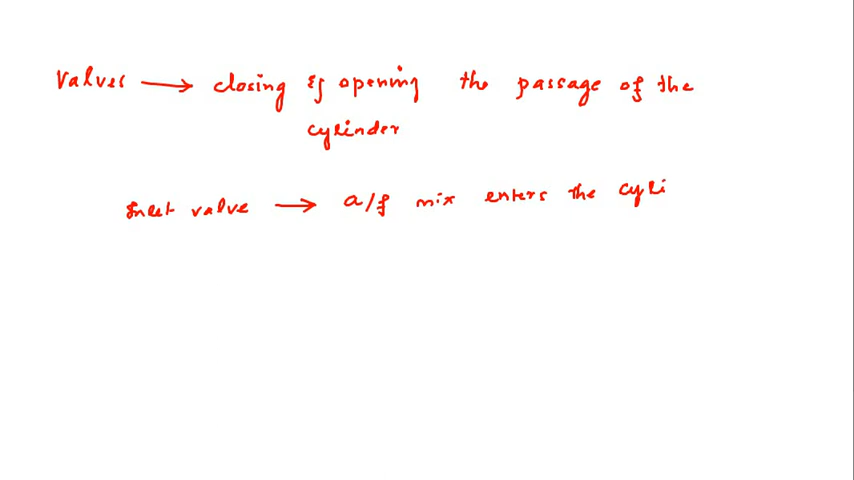 Valves → closing & opening the passage of the
cylinder
Inlet valve → a/f mix enters the cyli